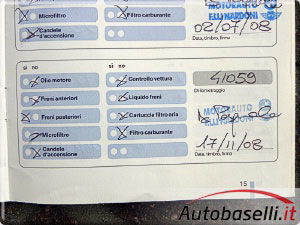 Microfiltro
Filtro carburante
MOTORAUTO
F.LLI NARDONI
Candele
d'accensione
02/07/08
Data, timbro, firma
si no
si no
Olio motore
Controllo vettura
41059
Chilometraggio
Freni anteriori
Liquido freni
MOTORAUTO
Freni posteriori
Cartuccia filtro aria
Microfiltro
Filtro carburante
Candele
d'accensione
17/11/08
Data, timbro, firma
15
Autobaselli.it